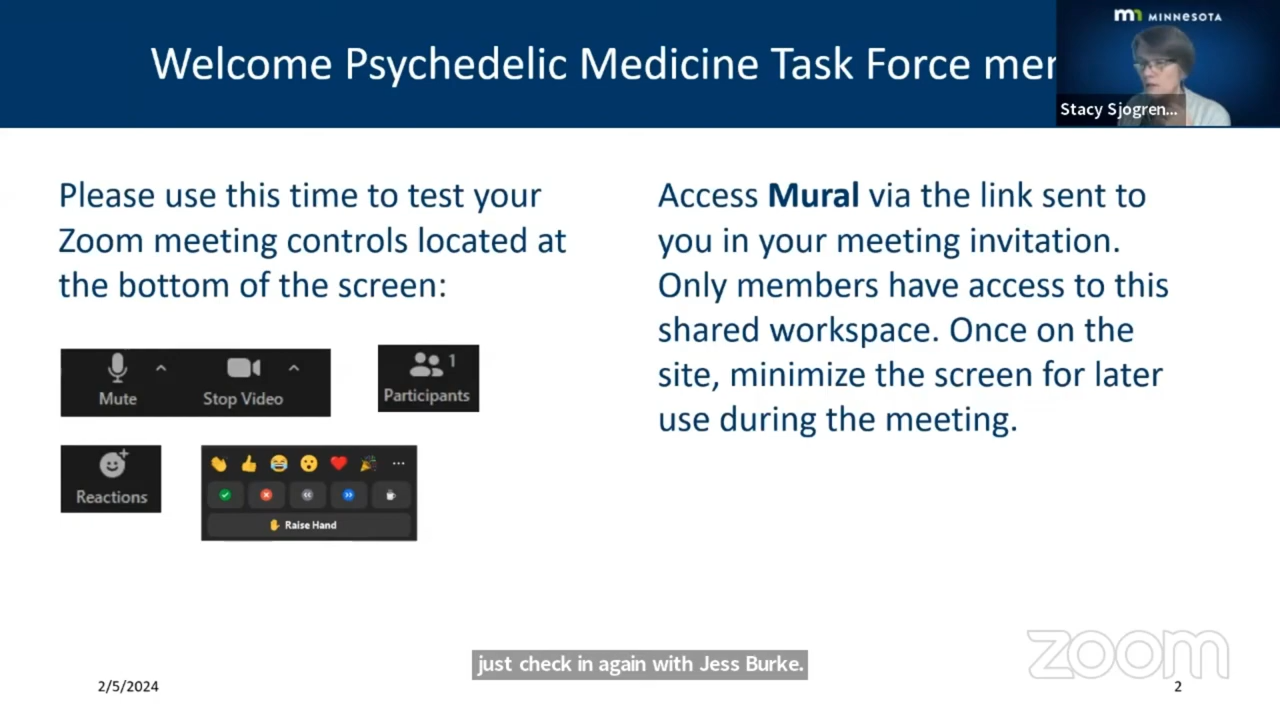 Welcome Psychedelic Medicine Task Force mem
MINNESOTA
Stacy Sjogren...
Please use this time to test your
Zoom meeting controls located at
the bottom of the screen:
Mute
Stop Video
1
Participants
Reactions
Raise Hand
Access Mural via the link sent to
you in your meeting invitation.
Only members have access to this
shared workspace. Once on the
site, minimize the screen for later
use during the meeting.
just check in again with Jess Burke.
zoom
2/5/2024
2